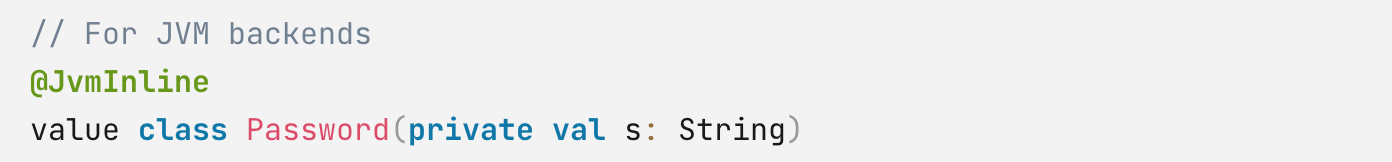 // For JVM backends
@JvmInline
value class Password(private val s: String)